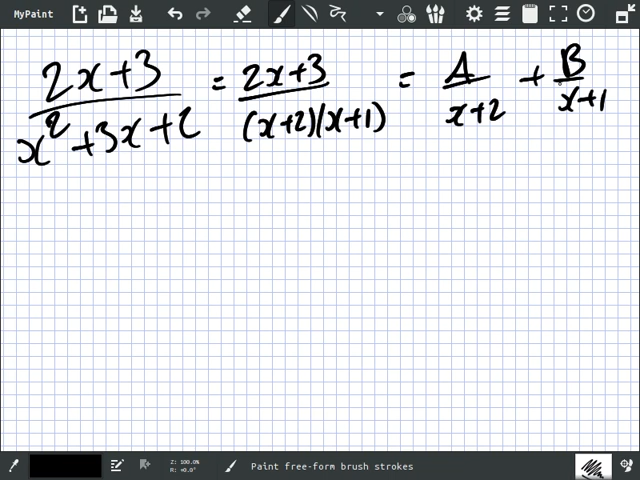 MyPaint
2x+3 = 2x+3 = A + B
x²+3x+2 (x+2)(x+1) x+2 x+1
Z: 100.0%
R: +0.0°
Paint free-form brush strokes